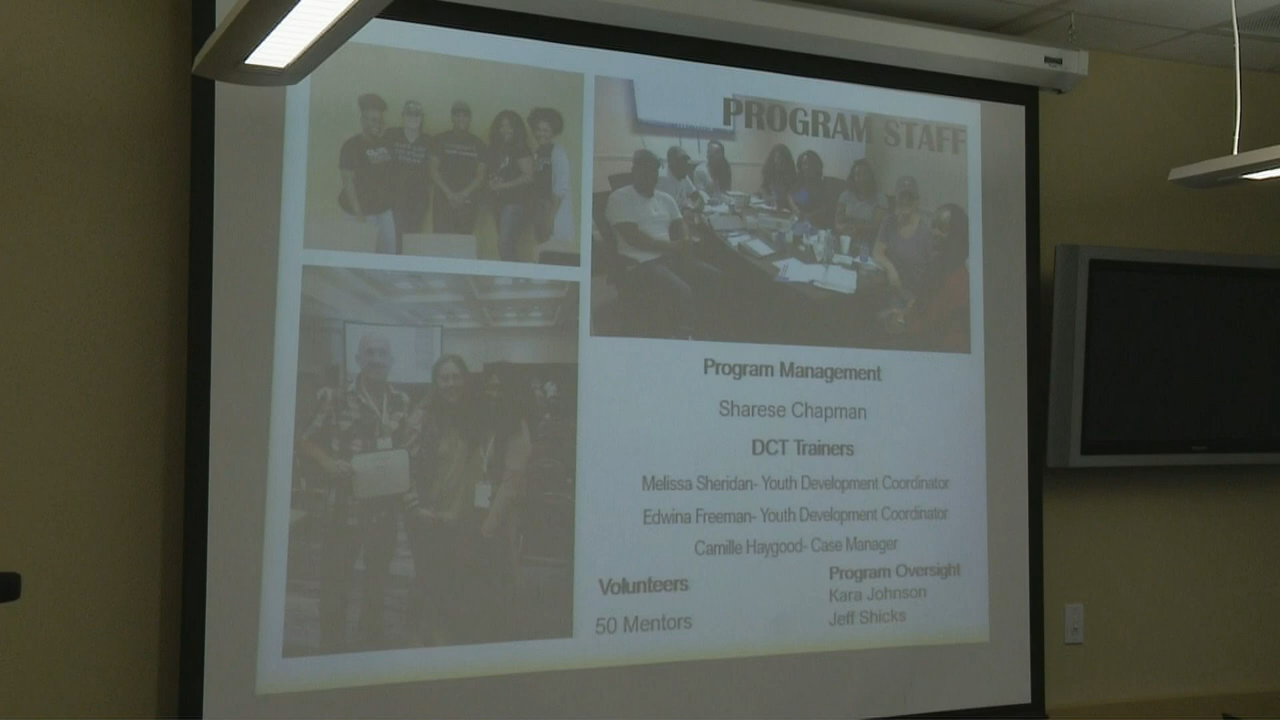 PROGRAM STAFF
Program Management
Sharese Chapman
DCT Trainers
Melissa Sheridan- Youth Development Coordinator
Edwina Freeman- Youth Development Coordinator
Camille Haygood- Case Manager
Volunteers
50 Mentors
Program Oversight
Kara Johnson
Jeff Shicks